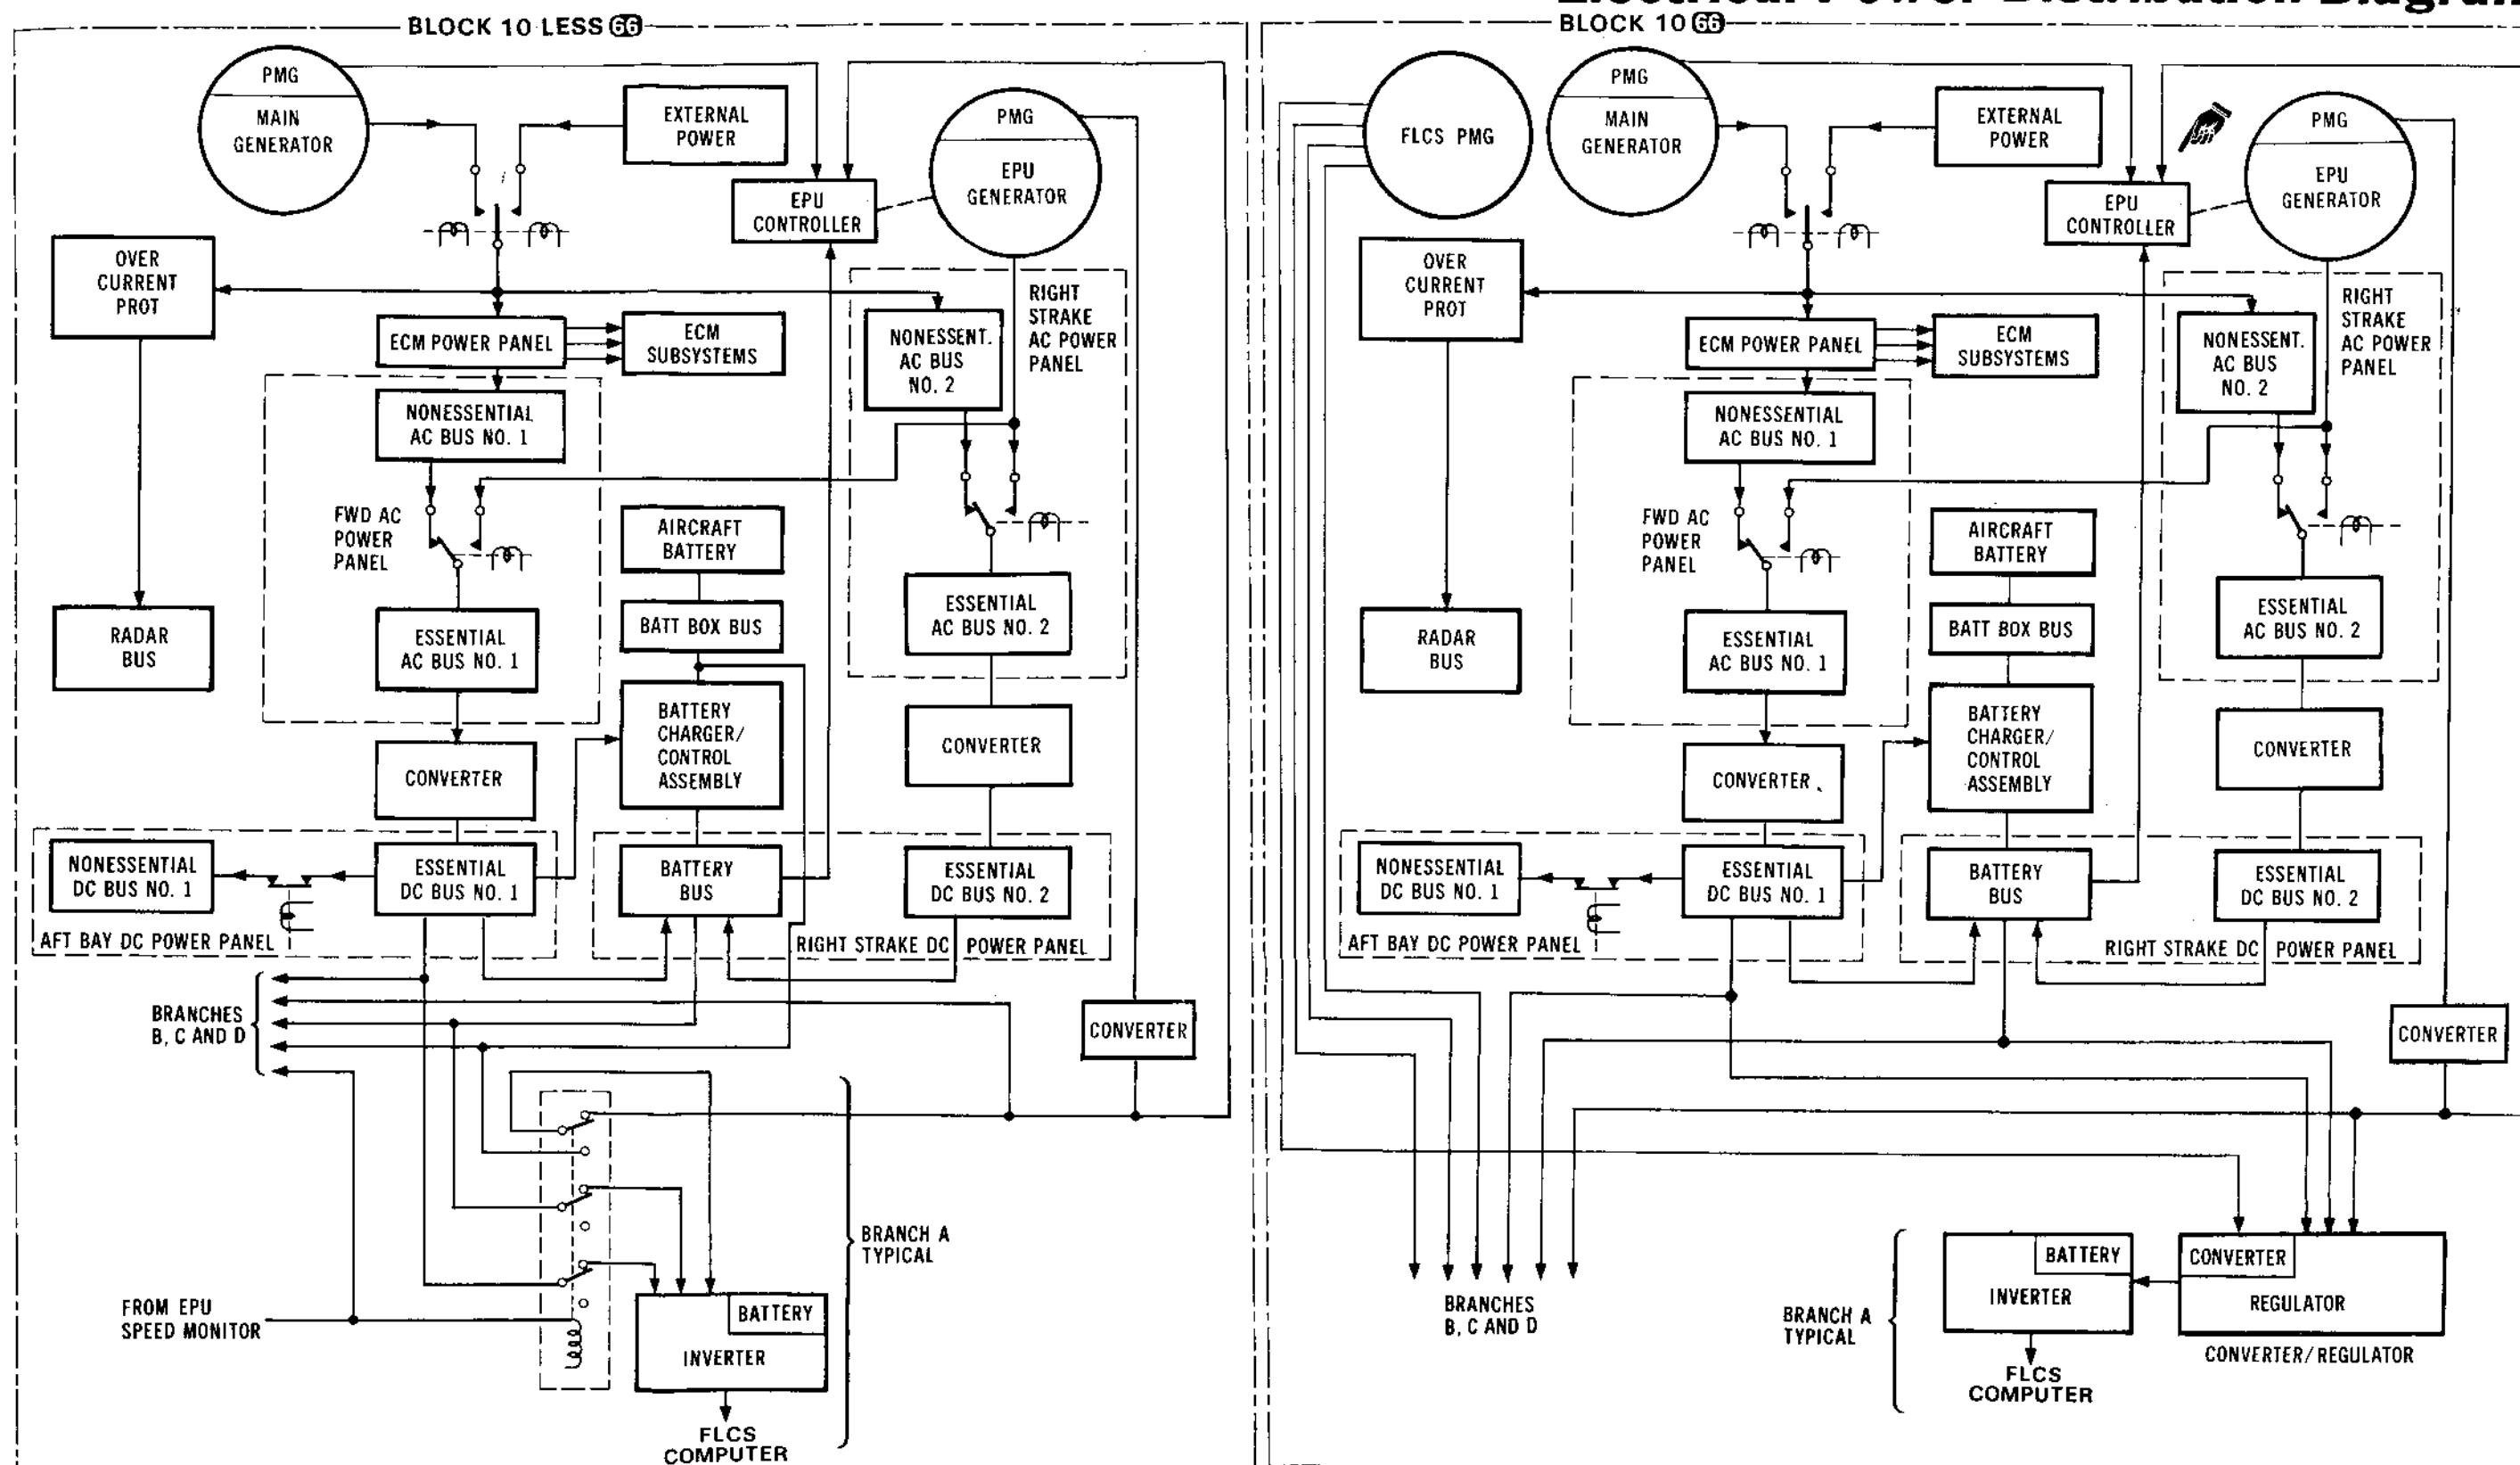 Electrical Power Distribution Diagram
BLOCK 10 LESS 66
PMG
MAIN
GENERATOR
EXTERNAL
POWER
PMG
EPU
GENERATOR
EPU
CONTROLLER
OVER
CURRENT
PROT
ECM POWER PANEL
ECM
SUBSYSTEMS
NONESSENT.
AC BUS
NO. 2
RIGHT
STRAKE
AC POWER
PANEL
NONESSENTIAL
AC BUS NO. 1
FWD AC
POWER
PANEL
AIRCRAFT
BATTERY
BATT BOX BUS
RADAR
BUS
ESSENTIAL
AC BUS NO. 1
ESSENTIAL
AC BUS NO. 2
BATTERY
CHARGER/
CONTROL
ASSEMBLY
CONVERTER
CONVERTER
NONESSENTIAL
DC BUS NO. 1
ESSENTIAL
DC BUS NO. 1
BATTERY
BUS
ESSENTIAL
DC BUS NO. 2
AFT BAY DC POWER PANEL
RIGHT STRAKE DC POWER PANEL
BRANCHES
B, C AND D
CONVERTER
BRANCH A
TYPICAL
FROM EPU
SPEED MONITOR
BATTERY
INVERTER
FLCS
COMPUTER
BLOCK 10 66
FLCS PMG
PMG
MAIN
GENERATOR
EXTERNAL
POWER
PMG
EPU
GENERATOR
EPU
CONTROLLER
OVER
CURRENT
PROT
ECM POWER PANEL
ECM
SUBSYSTEMS
NONESSENT.
AC BUS
NO. 2
RIGHT
STRAKE
AC POWER
PANEL
NONESSENTIAL
AC BUS NO. 1
FWD AC
POWER
PANEL
AIRCRAFT
BATTERY
BATT BOX BUS
RADAR
BUS
ESSENTIAL
AC BUS NO. 1
ESSENTIAL
AC BUS NO. 2
BATTERY
CHARGER/
CONTROL
ASSEMBLY
CONVERTER
CONVERTER
NONESSENTIAL
DC BUS NO. 1
ESSENTIAL
DC BUS NO. 1
BATTERY
BUS
ESSENTIAL
DC BUS NO. 2
AFT BAY DC POWER PANEL
RIGHT STRAKE DC POWER PANEL
CONVERTER
BRANCHES
B, C AND D
BRANCH A
TYPICAL
BATTERY
INVERTER
CONVERTER
REGULATOR
CONVERTER/REGULATOR
FLCS
COMPUTER